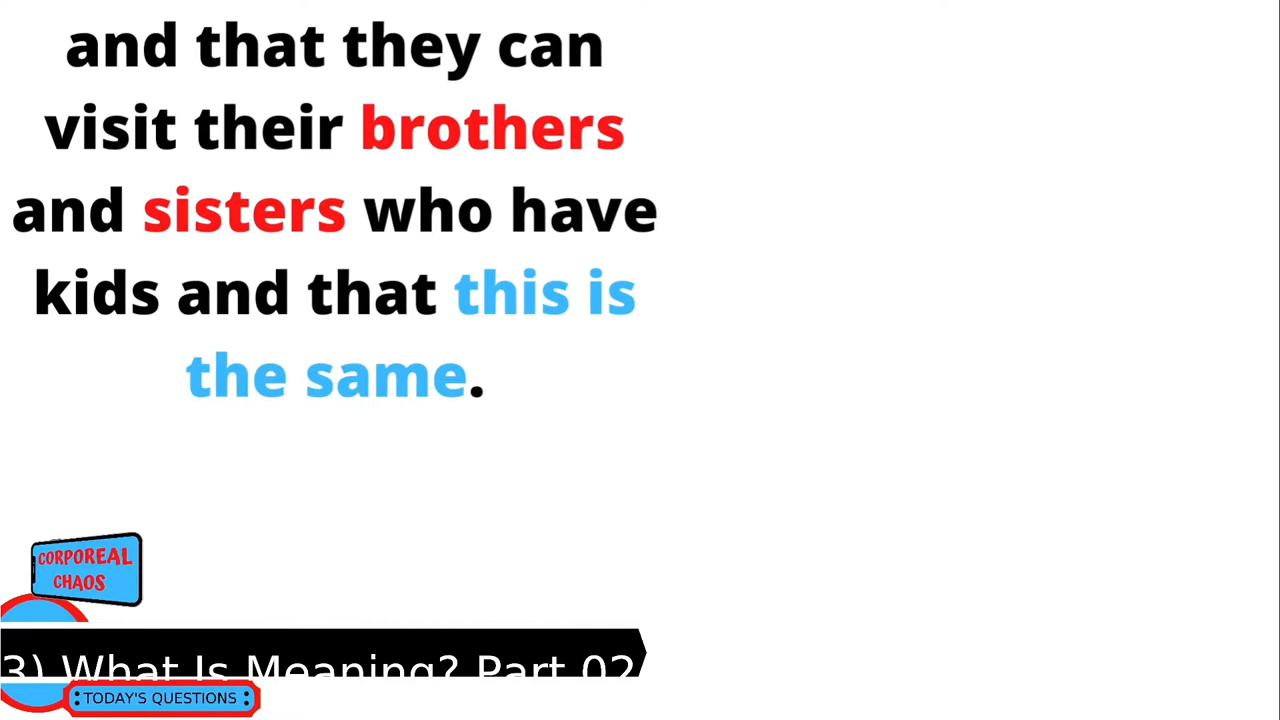 and that they can
visit their brothers
and sisters who have
kids and that this is
the same.
CORPOREAL
CHAOS
3) What Is Meaning? Part 02
TODAY'S QUESTIONS